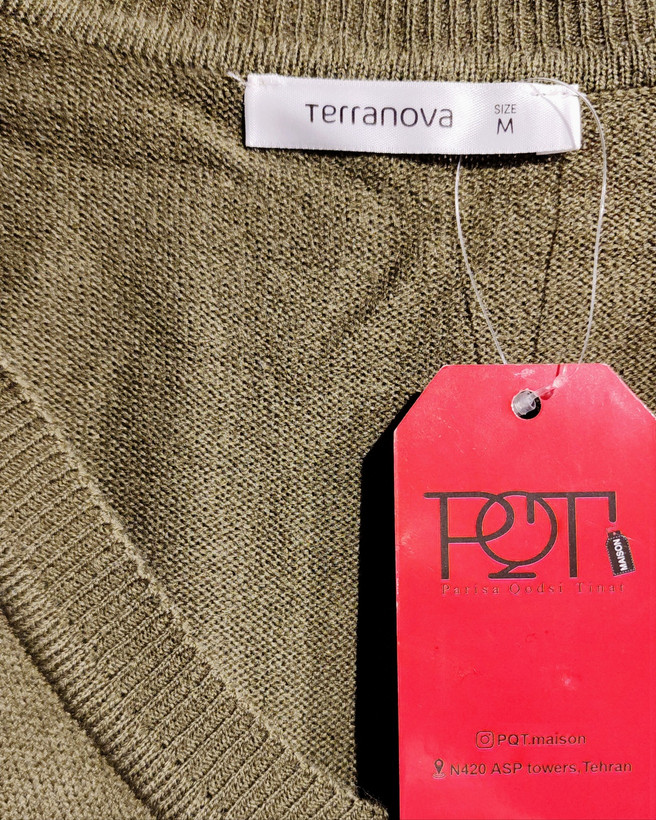 Terranova
SIZE
M
PQT
MAISON
Parisa Qodsi Tinat
PQT.maison
N420 ASP towers, Tehran